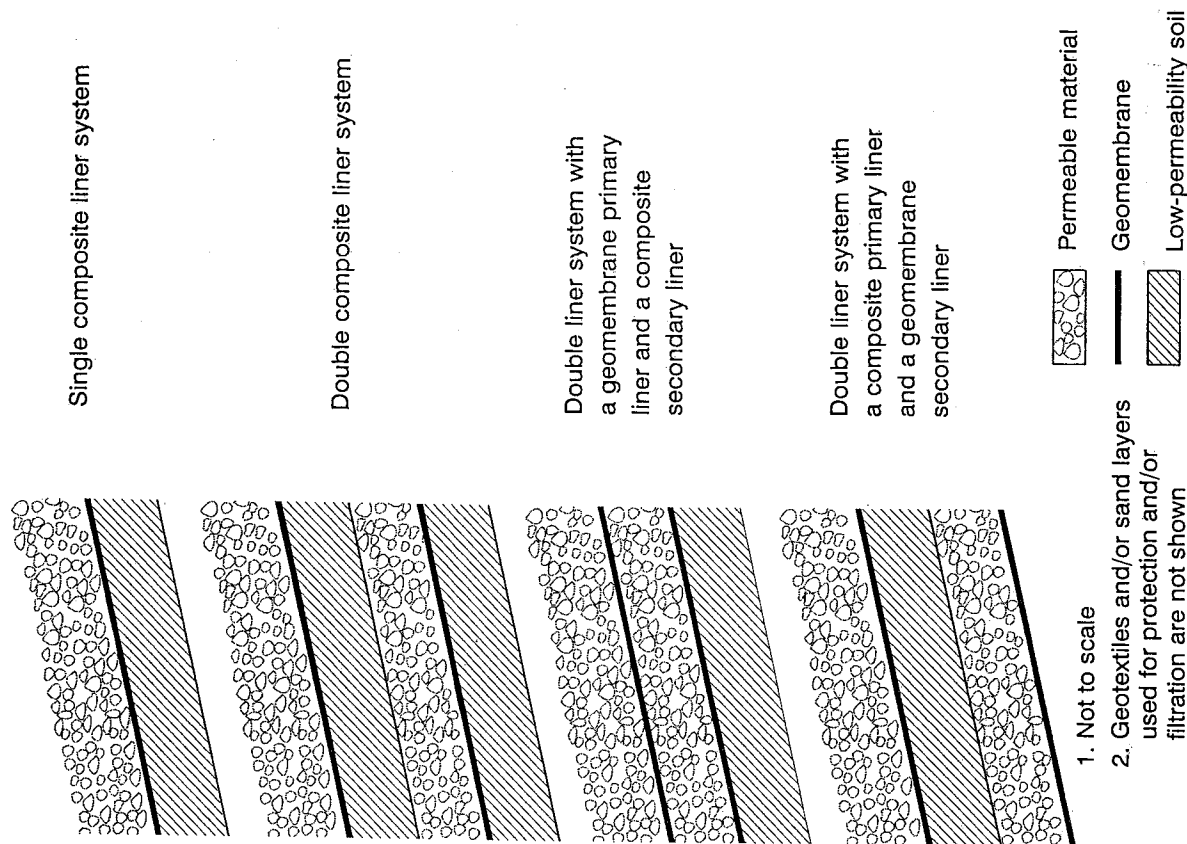 Single composite liner system
Double composite liner system
Double liner system with
a geomembrane primary
liner and a composite
secondary liner
Double liner system with
a composite primary liner
and a geomembrane
secondary liner
1. Not to scale
2. Geotextiles and/or sand layers
used for protection and/or
filtration are not shown
Permeable material
Geomembrane
Low-permeability soil